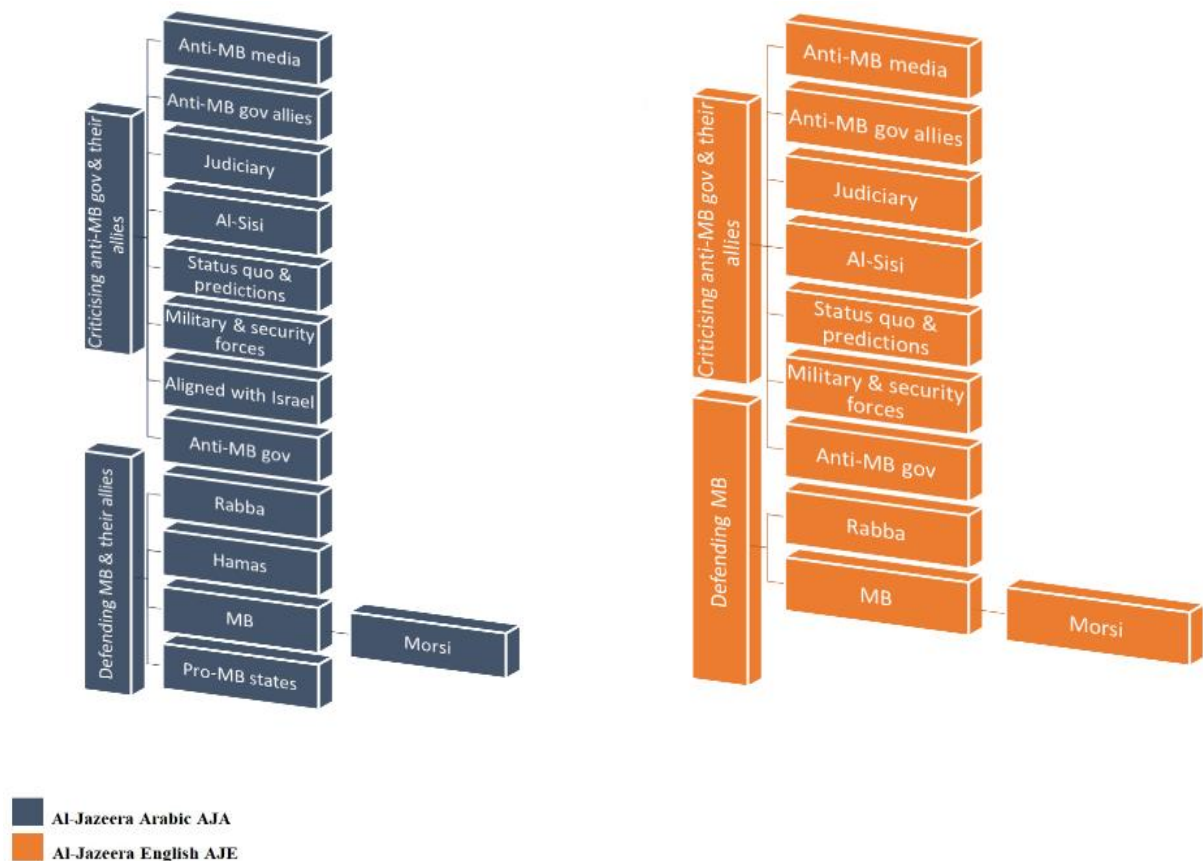 Criticising anti-MB gov & their
allies
Anti-MB media
Anti-MB gov allies
Judiciary
Al-Sisi
Status quo &
predictions
Military & security
forces
Aligned with Israel
Anti-MB gov
Defending MB & their allies
Rabba
Hamas
MB
Morsi
Pro-MB states
Criticising anti-MB gov & their
allies
Anti-MB media
Anti-MB gov allies
Judiciary
Al-Sisi
Status quo &
predictions
Military & security
forces
Anti-MB gov
Defending MB
Rabba
MB
Morsi
Al-Jazeera Arabic AJA
Al-Jazeera English AJE